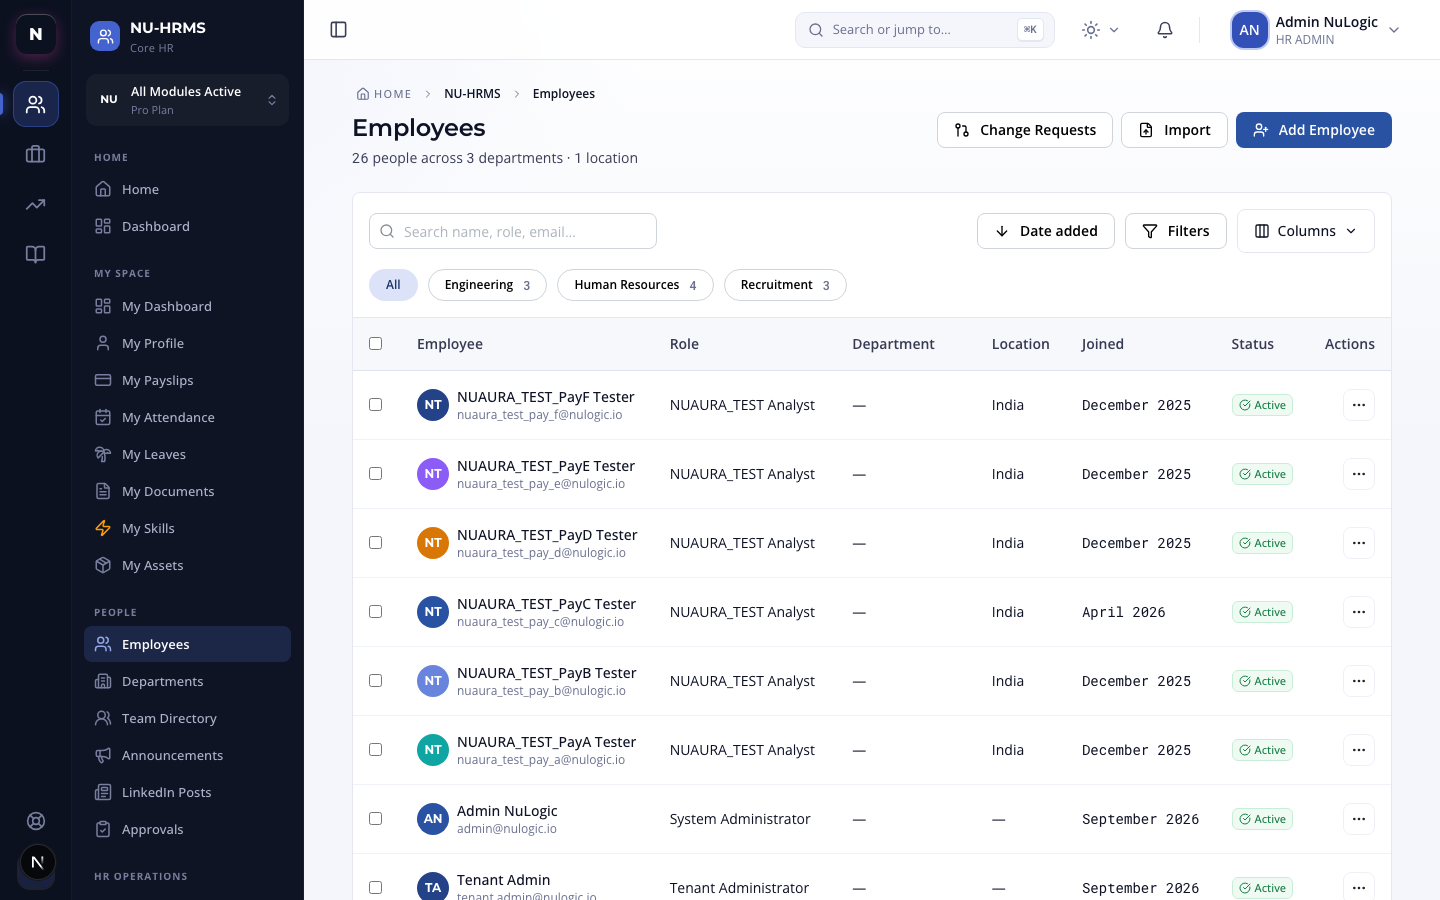 N
NU-HRMS
Core HR
NU
All Modules Active
Pro Plan
HOME
Home
Dashboard
MY SPACE
My Dashboard
My Profile
My Payslips
My Attendance
My Leaves
My Documents
My Skills
My Assets
PEOPLE
Employees
Departments
Team Directory
Announcements
LinkedIn Posts
Approvals
HR OPERATIONS
N
Search or jump to...
⌘K
AN
Admin NuLogic
HR ADMIN
HOME > NU-HRMS > Employees
Employees
26 people across 3 departments · 1 location
Change Requests
Import
Add Employee
Search name, role, email...
Date added
Filters
Columns
All
Engineering 3
Human Resources 4
Recruitment 3
Employee Role Department Location Joined Status Actions
NT NUAURA_TEST_PayF Tester
nuaura_test_pay_f@nulogic.io
NUAURA_TEST Analyst — India December 2025 Active
NT NUAURA_TEST_PayE Tester
nuaura_test_pay_e@nulogic.io
NUAURA_TEST Analyst — India December 2025 Active
NT NUAURA_TEST_PayD Tester
nuaura_test_pay_d@nulogic.io
NUAURA_TEST Analyst — India December 2025 Active
NT NUAURA_TEST_PayC Tester
nuaura_test_pay_c@nulogic.io
NUAURA_TEST Analyst — India April 2026 Active
NT NUAURA_TEST_PayB Tester
nuaura_test_pay_b@nulogic.io
NUAURA_TEST Analyst — India December 2025 Active
NT NUAURA_TEST_PayA Tester
nuaura_test_pay_a@nulogic.io
NUAURA_TEST Analyst — India December 2025 Active
AN Admin NuLogic
admin@nulogic.io
System Administrator — — September 2026 Active
TA Tenant Admin
tenant.admin@nulogic.io
Tenant Administrator — — September 2026 Active